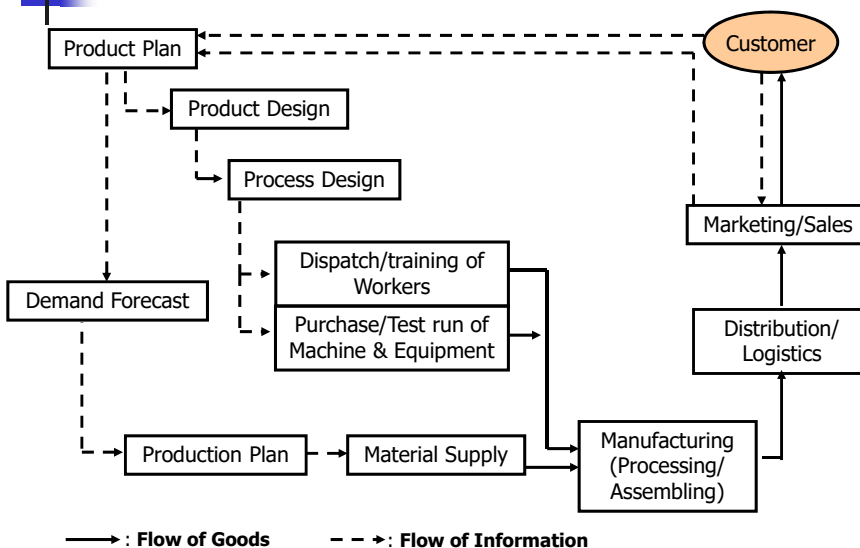 Product Plan
Customer
Product Design
Process Design
Marketing/Sales
Dispatch/training of
Workers
Demand Forecast
Purchase/Test run of
Machine & Equipment
Distribution/
Logistics
Production Plan
Material Supply
Manufacturing
(Processing/
Assembling)
: Flow of Goods
: Flow of Information